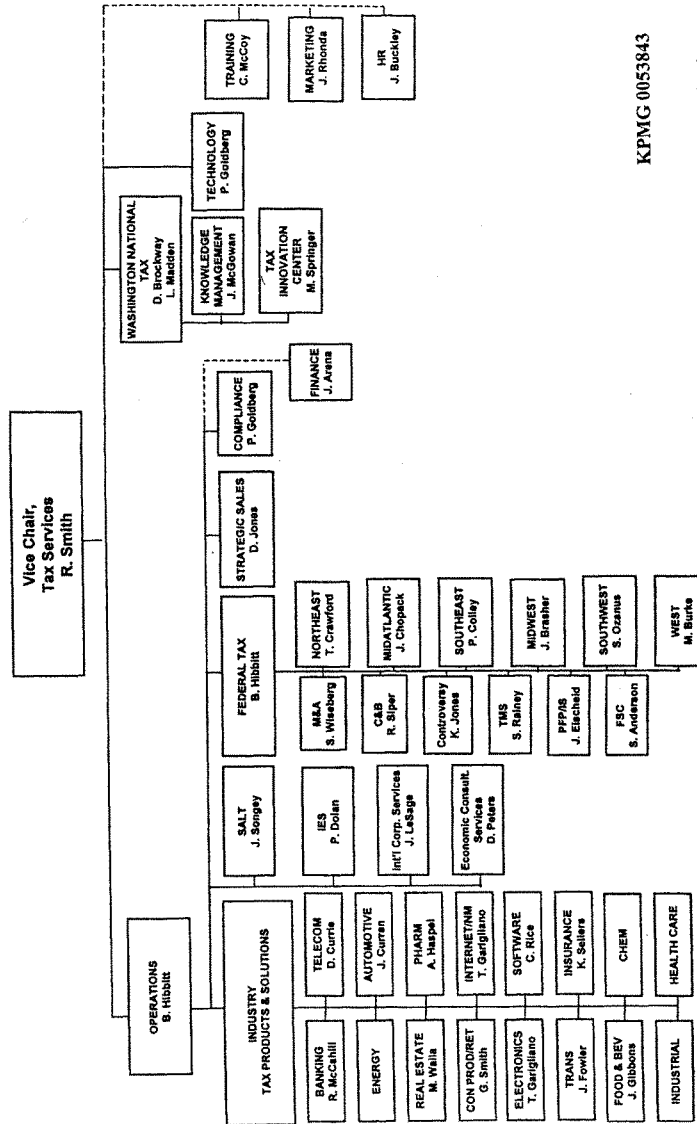 Vice Chair,
Tax Services
R. Smith
OPERATIONS
B. Hibbitt
WASHINGTON NATIONAL
TAX
D. Brockway
L. Madden
TECHNOLOGY
P. Goldberg
TRAINING
C. McCoy
MARKETING
J. Rhonda
HR
J. Buckley
KNOWLEDGE
MANAGEMENT
J. McGowan
TAX
INNOVATION
CENTER
M. Springer
INDUSTRY
TAX PRODUCTS & SOLUTIONS
SALT
J. Songey
FEDERAL TAX
B. Hibbitt
STRATEGIC SALES
D. Jones
COMPLIANCE
P. Goldberg
FINANCE
J. Arena
BANKING
R. McCahill
TELECOM
D. Currie
ENERGY
AUTOMOTIVE
J. Curran
REAL ESTATE
M. Walla
PHARM
A. Haspel
CON PROD/RET
G. Smith
INTERNET/NM
T. Garigliano
ELECTRONICS
T. Garigliano
SOFTWARE
C. Rice
TRANS
J. Fowler
INSURANCE
K. Sellers
FOOD & BEV
J. Gibbons
CHEM
INDUSTRIAL
HEALTH CARE
IES
P. Dolan
Int'l Corp. Services
J. LeSage
Economic Consult.
Services
D. Peters
M&A
S. Wiseberg
NORTHEAST
T. Crawford
C&B
R. Siper
MIDATLANTIC
J. Chopack
Controversy
K. Jones
SOUTHEAST
P. Colley
TMS
S. Rainey
MIDWEST
J. Brasher
PFP/IS
J. Eischeid
SOUTHWEST
S. Ozanus
FSC
S. Anderson
WEST
M. Burke
KPMG 0053843